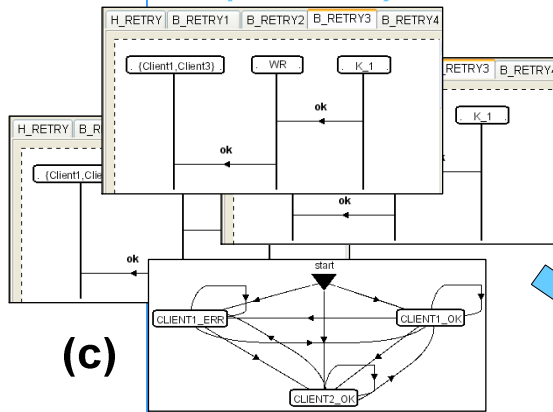 H_RETRY B_RETRY1 B_RETRY2 B_RETRY3 B_RETRY4
. {Client1,Client3} . . WR . . K_1 .
ok
ok
RETRY3 B_RETRY4
. K_1 .
ok
H_RETRY
. {Client1,
ok
start
CLIENT1_ERR CLIENT1_OK
CLIENT2_OK
(c)